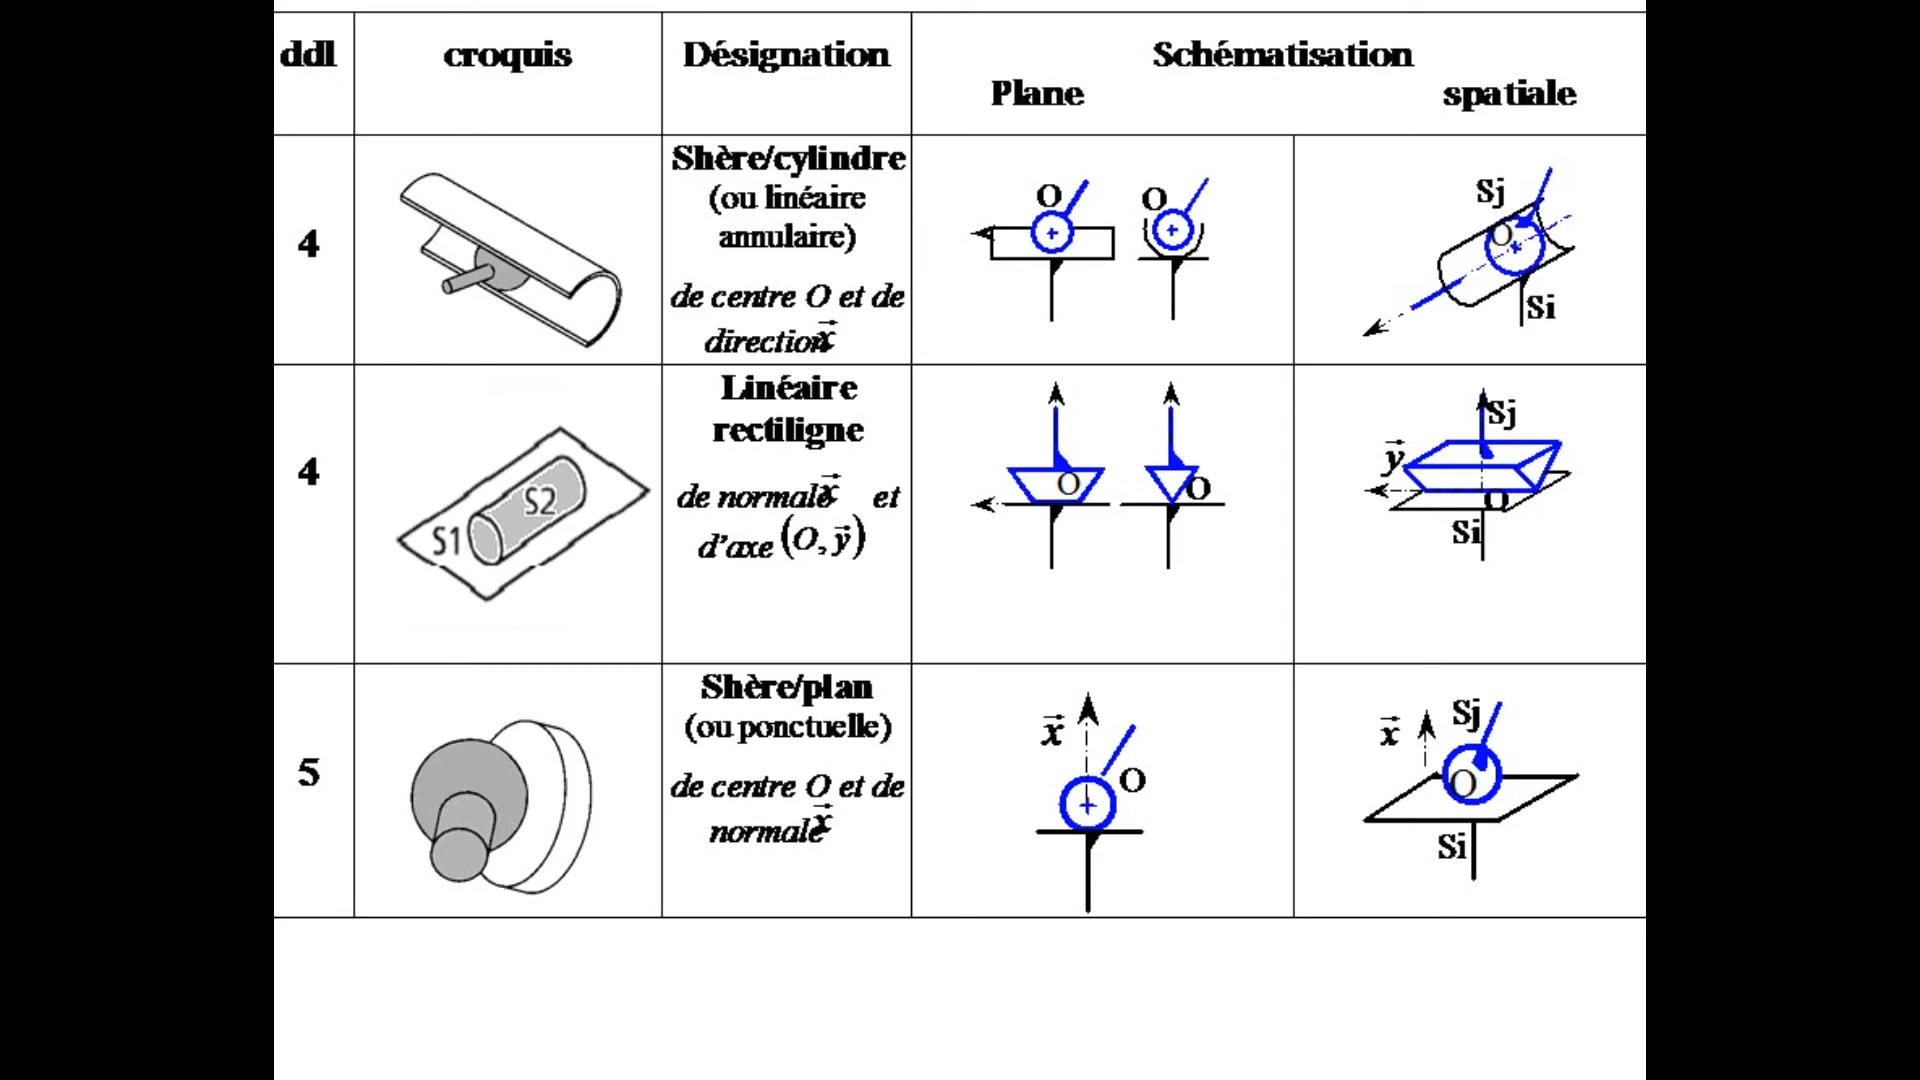 ddl croquis Désignation Schématisation
Plane spatiale
4
Shère/cylindre
(ou linéaire
annulaire)
de centre O et de
direction x⃗
O O
Sj
O
Si
4
S1 S2
Linéaire
rectiligne
de normale x⃗ et
d'axe (O, y⃗)
O O
Sj
y⃗
O
Si
5
Shère/plan
(ou ponctuelle)
de centre O et de
normale x⃗
x⃗
O
Sj
x⃗
O
Si